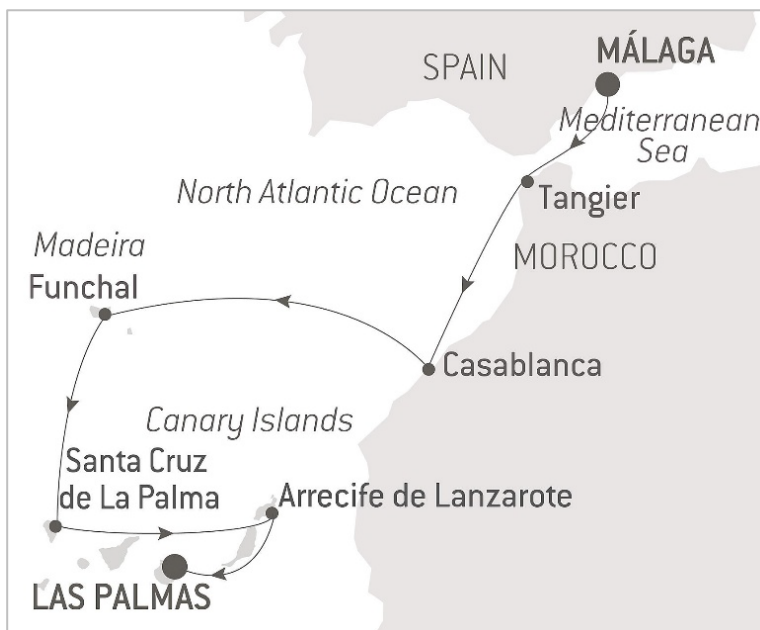 SPAIN
MÁLAGA
Mediterranean
Sea
North Atlantic Ocean
Tangier
Madeira
Funchal
MOROCCO
Casablanca
Canary Islands
Santa Cruz
de La Palma
Arrecife de Lanzarote
LAS PALMAS